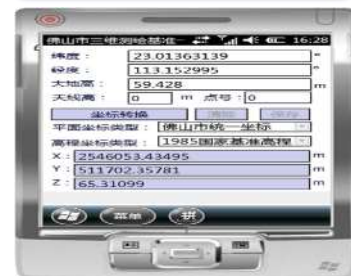 佛山市三维测绘基准 16:28
纬度： 23.01363139 °
经度： 113.152995 °
大地高： 59.428 m
天线高： 0 m 点号： 0
坐标转换 清除 保存
平面坐标类型： 佛山市统一坐标
高程坐标类型： 1985国家基准高程
X： 2546053.43495 m
Y： 511702.35781 m
Z： 65.31099 m
菜单 拼